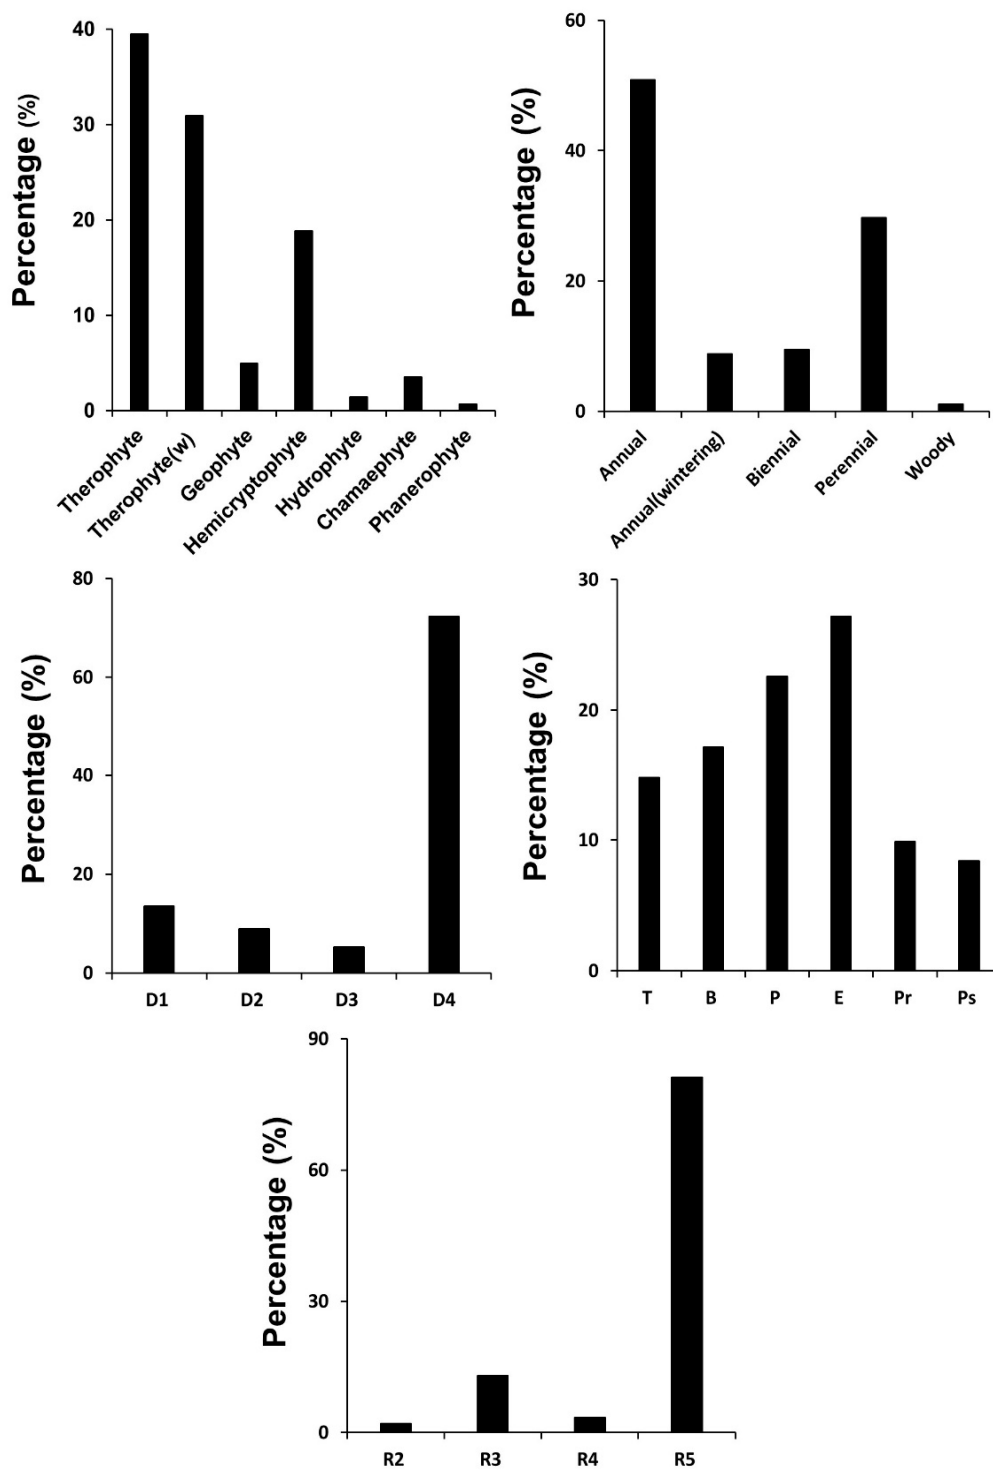 Percentage (%)
40
30
20
10
0
Therophyte
Therophyte(w)
Geophyte
Hemicryptophyte
Hydrophyte
Chamaephyte
Phanerophyte
Percentage (%)
60
40
20
0
Annual
Annual(wintering)
Biennial
Perennial
Woody
Percentage (%)
80
60
40
20
0
D1 D2 D3 D4
Percentage (%)
30
20
10
0
T B P E Pr Ps
Percentage (%)
90
60
30
0
R2 R3 R4 R5